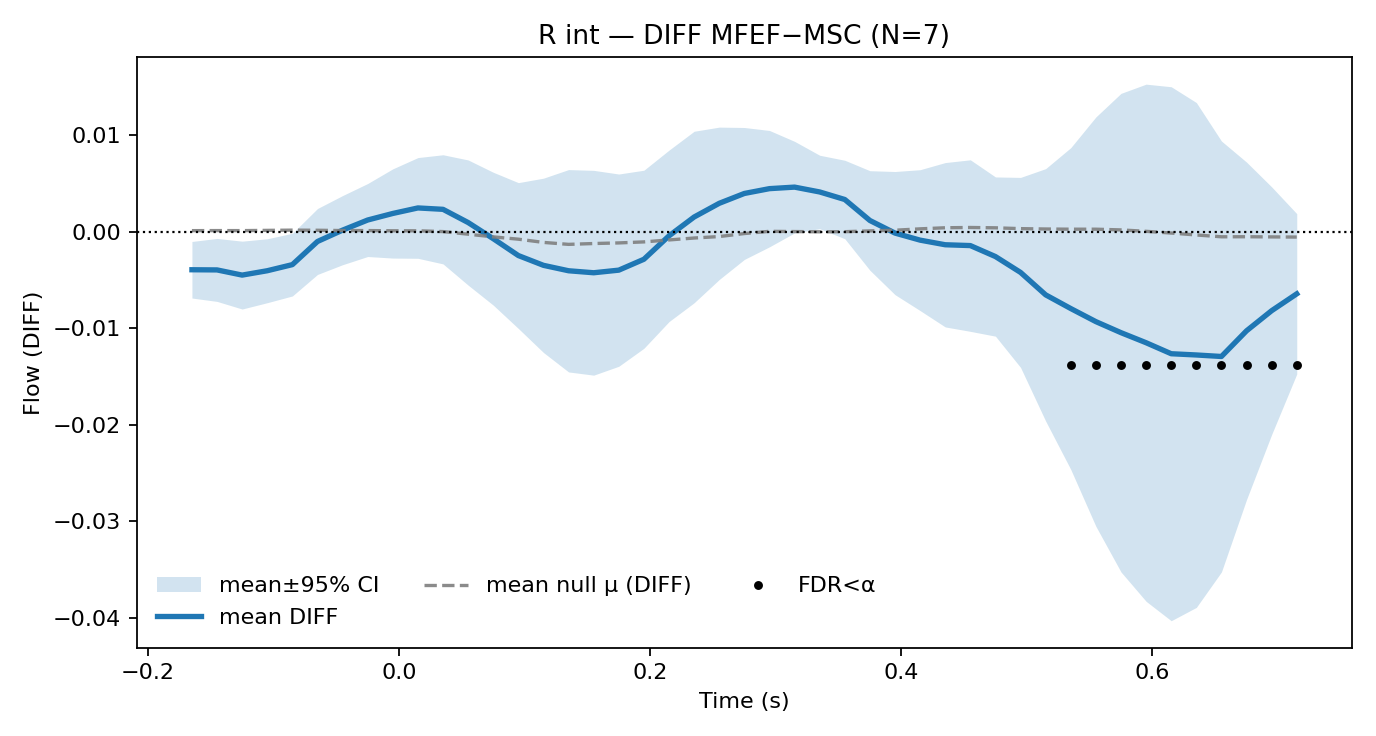 R int — DIFF MFEF−MSC (N=7)
Flow (DIFF)
0.01
0.00
−0.01
−0.02
−0.03
−0.04
mean±95% CI
mean DIFF
mean null μ (DIFF)
FDR<α
−0.2 0.0 0.2 0.4 0.6
Time (s)